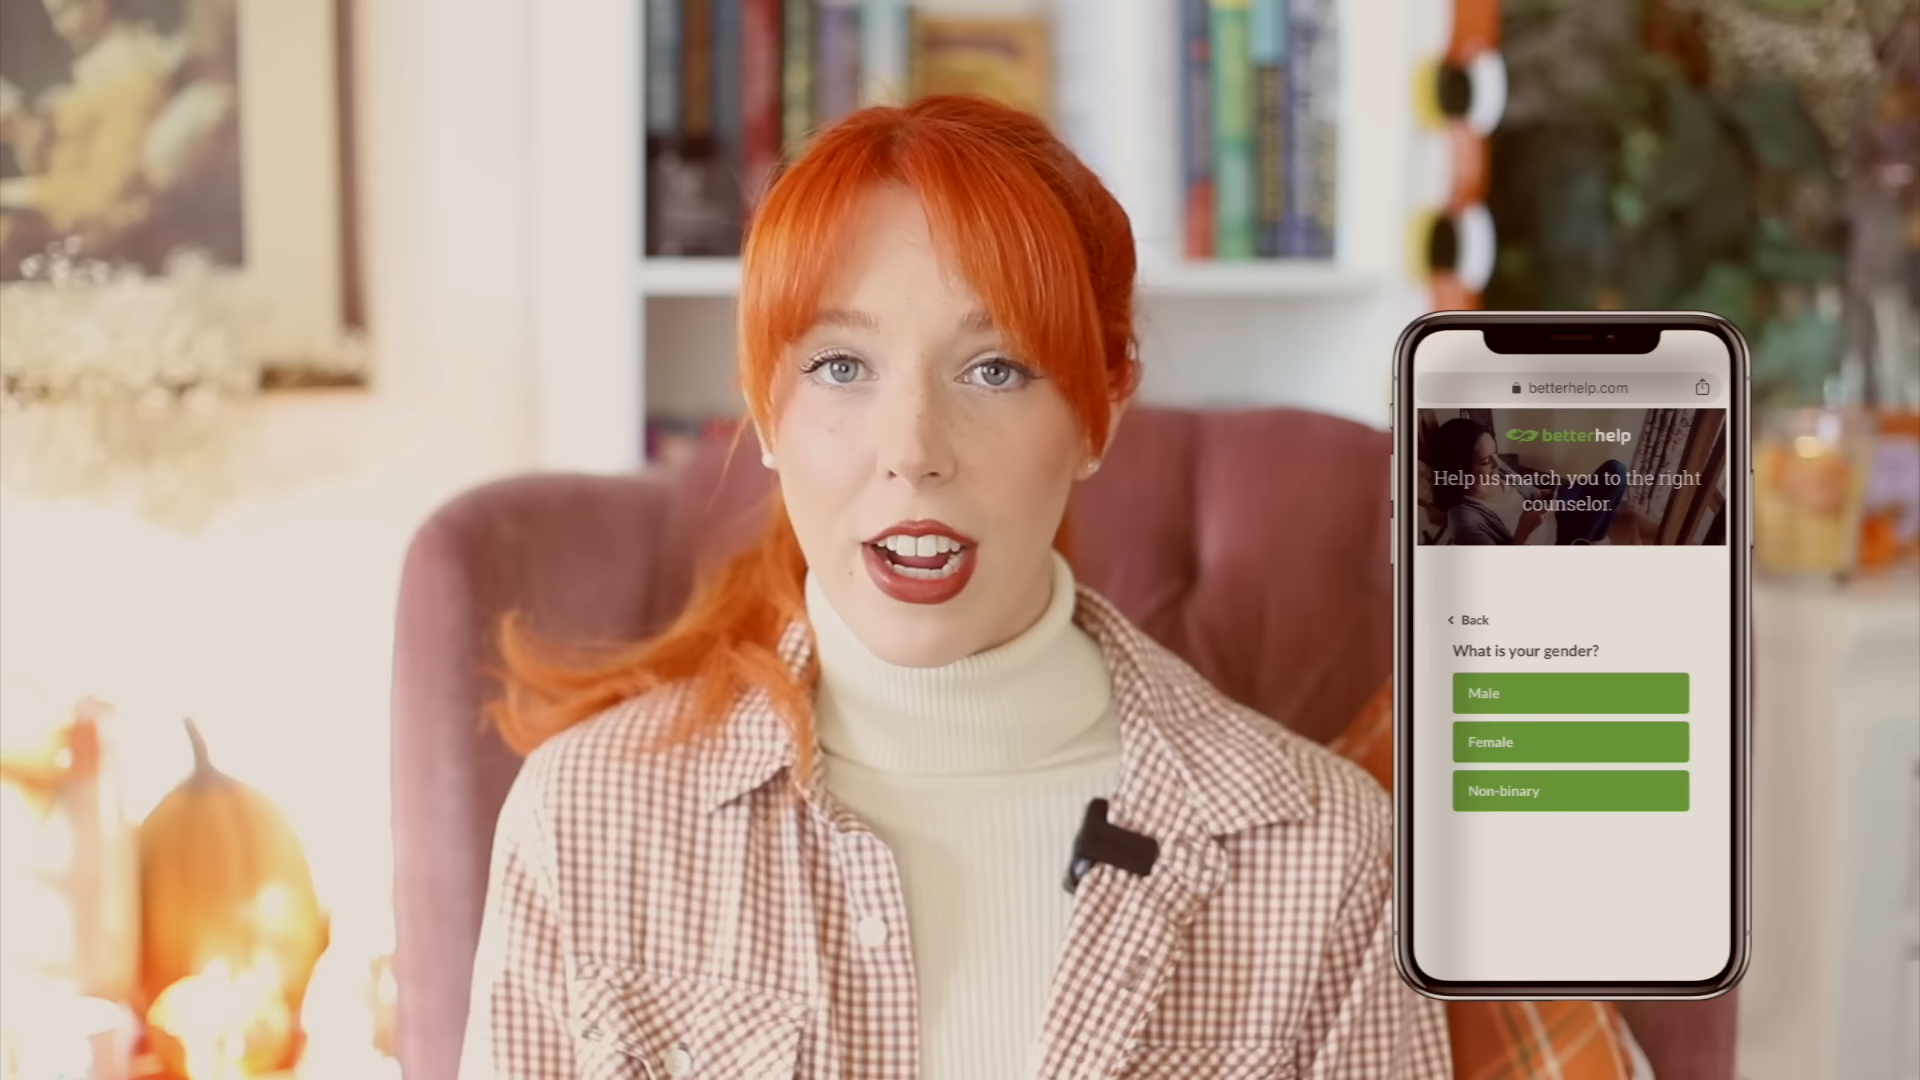 betterhelp.com
betterhelp
Help us match you to the right
counselor.
Back
What is your gender?
Male
Female
Non-binary